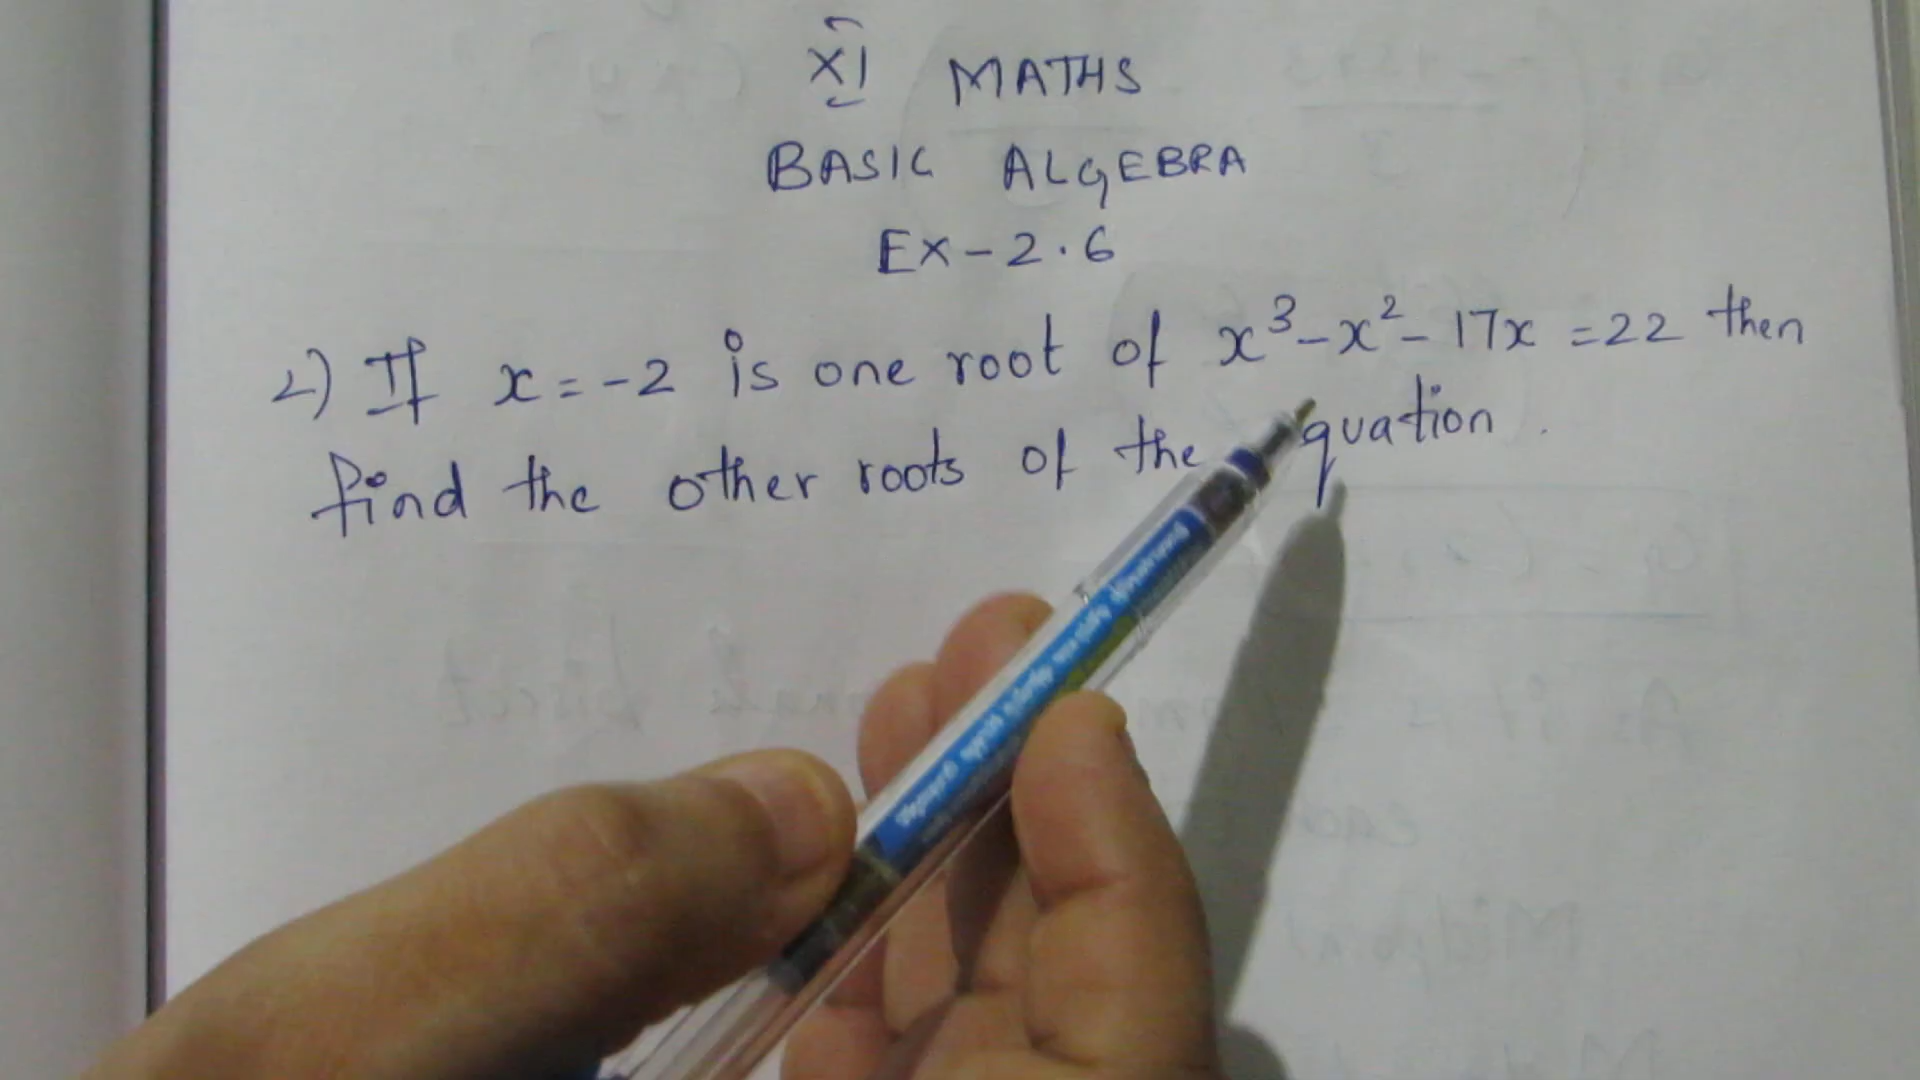 XI MATHS
BASIC ALGEBRA
EX-2.6
2) If x = -2 is one root of x³-x²-17x = 22 then
find the other roots of the equation.